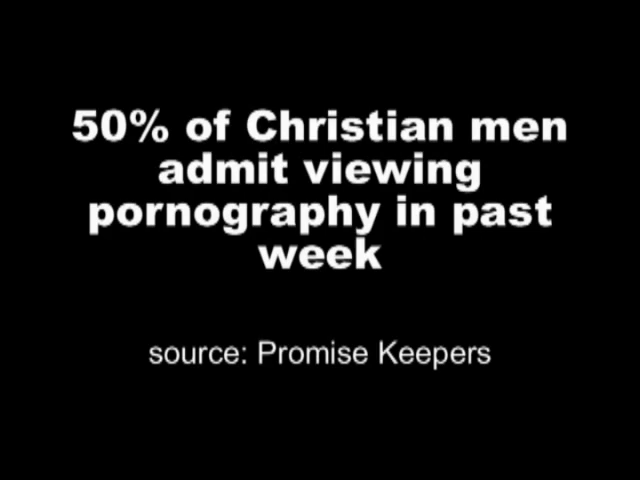 50% of Christian men
admit viewing
pornography in past
week
source: Promise Keepers